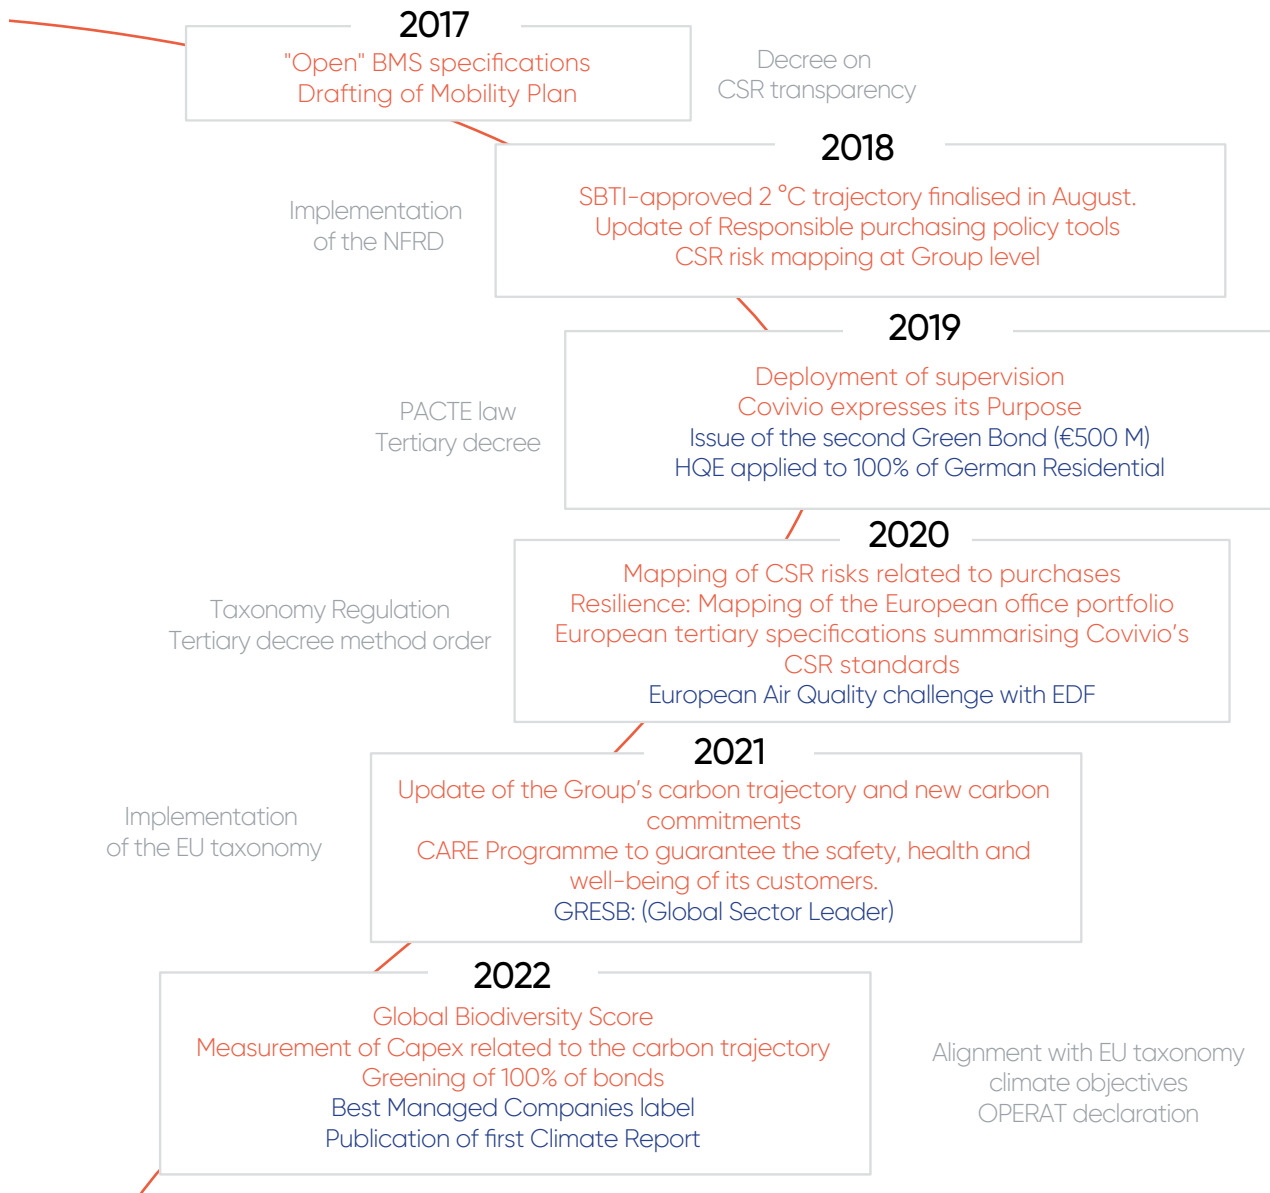 2017
"Open" BMS specifications
Drafting of Mobility Plan
Decree on
CSR transparency
2018
SBTI-approved 2 °C trajectory finalised in August.
Update of Responsible purchasing policy tools
CSR risk mapping at Group level
Implementation
of the NFRD
2019
Deployment of supervision
Covivio expresses its Purpose
Issue of the second Green Bond (€500 M)
HQE applied to 100% of German Residential
PACTE law
Tertiary decree
2020
Mapping of CSR risks related to purchases
Resilience: Mapping of the European office portfolio
European tertiary specifications summarising Covivio’s
CSR standards
European Air Quality challenge with EDF
Taxonomy Regulation
Tertiary decree method order
2021
Update of the Group’s carbon trajectory and new carbon
commitments
CARE Programme to guarantee the safety, health and
well-being of its customers.
GRESB: (Global Sector Leader)
Implementation
of the EU taxonomy
2022
Global Biodiversity Score
Measurement of Capex related to the carbon trajectory
Greening of 100% of bonds
Best Managed Companies label
Publication of first Climate Report
Alignment with EU taxonomy
climate objectives
OPERAT declaration